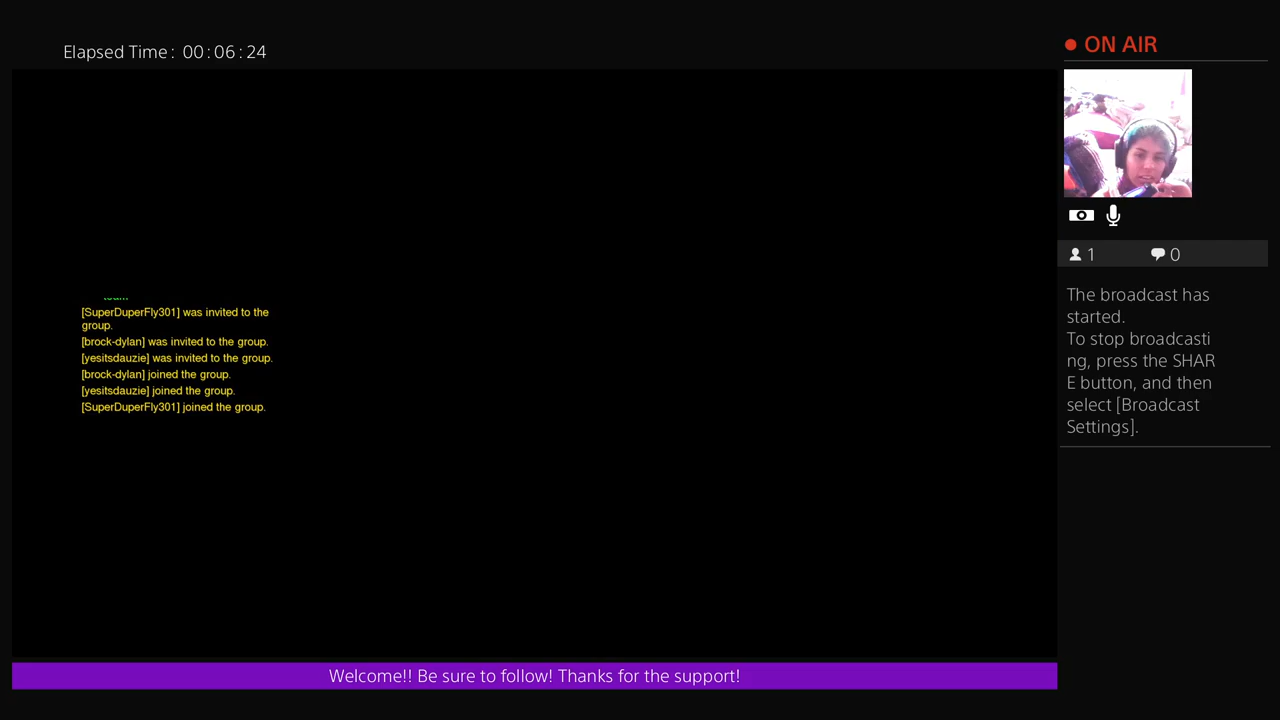 Elapsed Time: 00:06:24
ON AIR
1 0
The broadcast has
started.
To stop broadcasti
ng, press the SHAR
E button, and then
select [Broadcast
Settings].
[SuperDuperFly301] was invited to the
group.
[brock-dylan] was invited to the group.
[yesitsdauzie] was invited to the group.
[brock-dylan] joined the group.
[yesitsdauzie] joined the group.
[SuperDuperFly301] joined the group.
Welcome!! Be sure to follow! Thanks for the support!